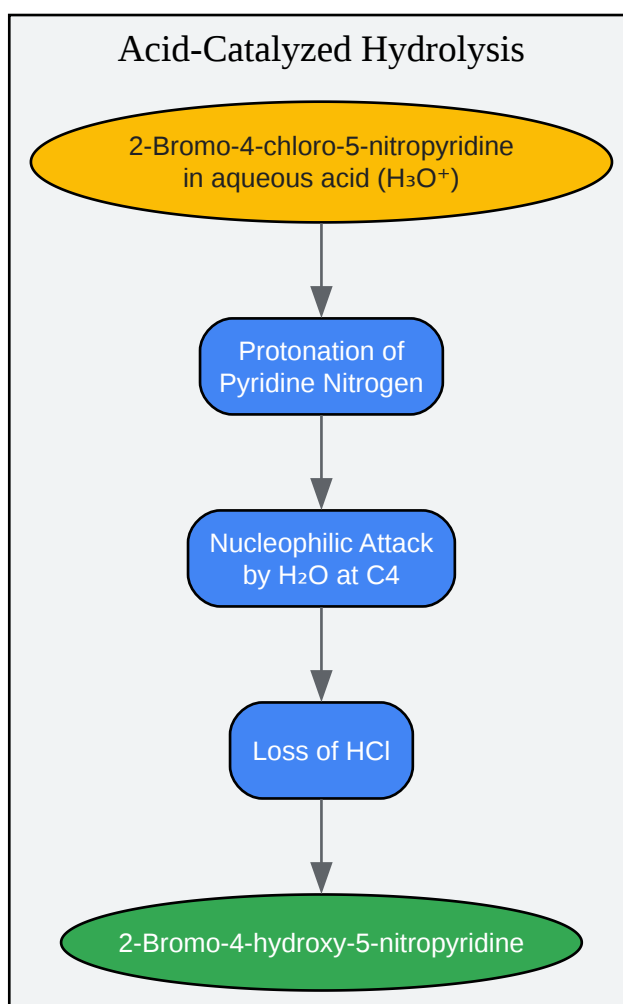 Acid-Catalyzed Hydrolysis
2-Bromo-4-chloro-5-nitropyridine
in aqueous acid (H₃O⁺)
Protonation of
Pyridine Nitrogen
Nucleophilic Attack
by H₂O at C4
Loss of HCl
2-Bromo-4-hydroxy-5-nitropyridine